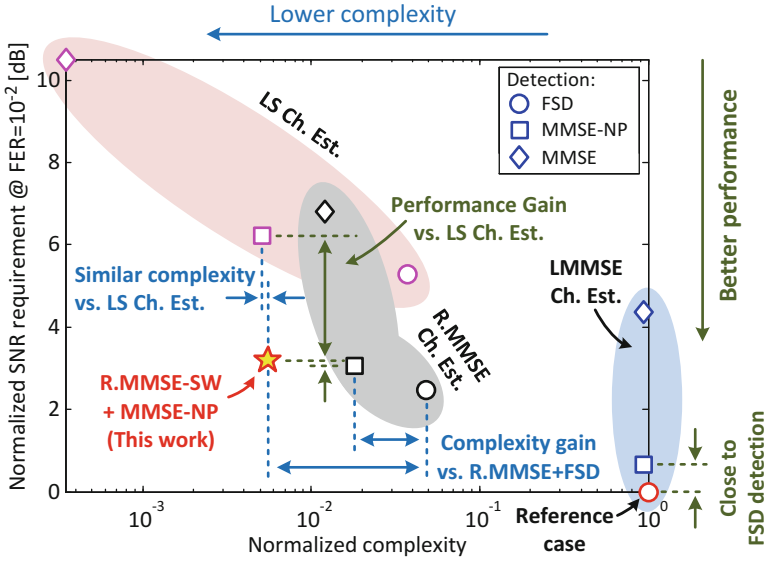 Lower complexity
Normalized SNR requirement @ FER=10⁻² [dB]
10
8
6
4
2
0
Detection:
FSD
MMSE-NP
MMSE
LS Ch. Est.
Performance Gain
vs. LS Ch. Est.
Similar complexity
vs. LS Ch. Est.
LMMSE
Ch. Est.
R.MMSE
Ch. Est.
R.MMSE-SW
+ MMSE-NP
(This work)
Complexity gain
vs. R.MMSE+FSD
Reference
case
Better performance
Close to
FSD detection
10⁻³
10⁻²
10⁻¹
10⁰
Normalized complexity